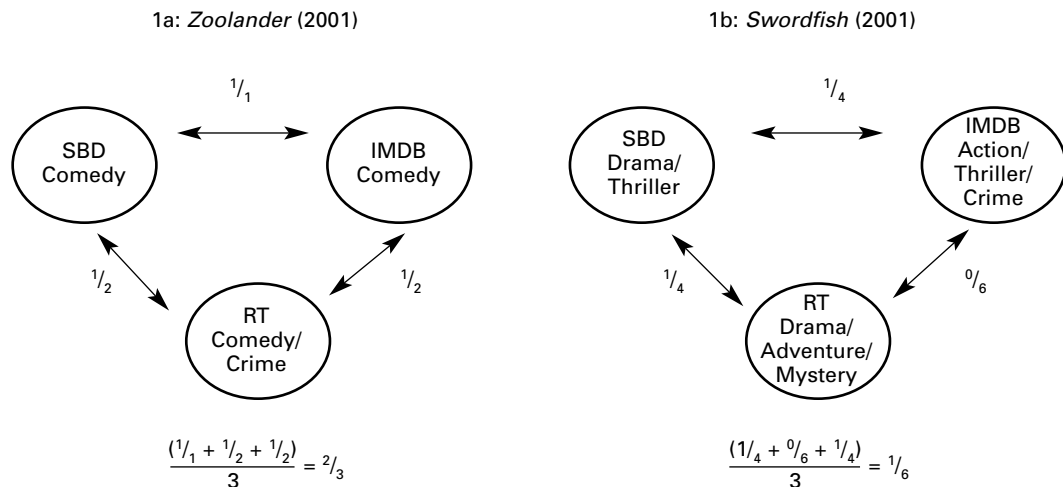 1a: Zoolander (2001)
1/1
SBD
Comedy
IMDB
Comedy
1/2
1/2
RT
Comedy/
Crime
(1/1 + 1/2 + 1/2)
3
= 2/3
1b: Swordfish (2001)
1/4
SBD
Drama/
Thriller
IMDB
Action/
Thriller/
Crime
1/4
0/6
RT
Drama/
Adventure/
Mystery
(1/4 + 0/6 + 1/4)
3
= 1/6